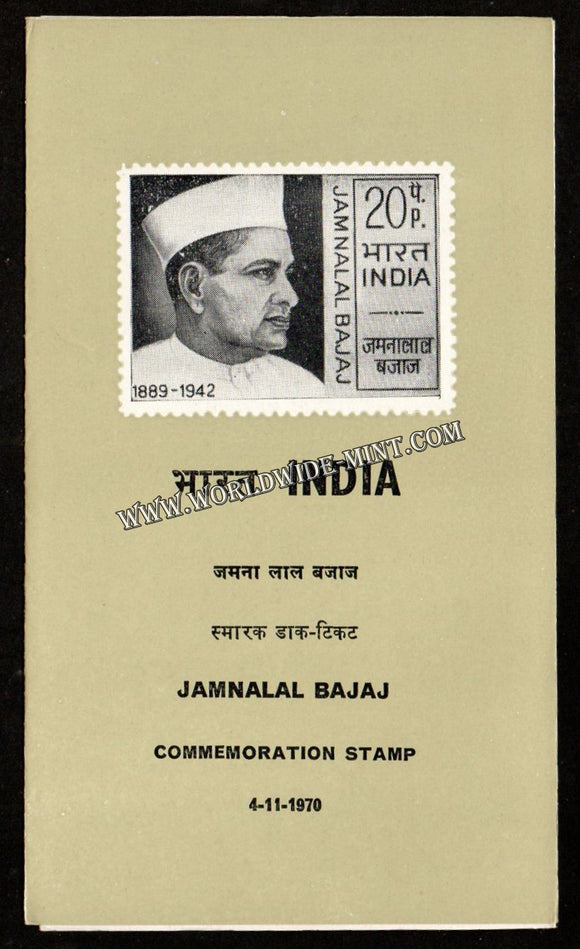 JAMNALAL BAJAJ
20 पै.
P.
भारत
INDIA
जमनालाल
बजाज
1889-1942
भारत INDIA
WWW.WORLDWIDE-MINT.COM
जमना लाल बजाज
स्मारक डाक-टिकट
JAMNALAL BAJAJ
COMMEMORATION STAMP
4-11-1970